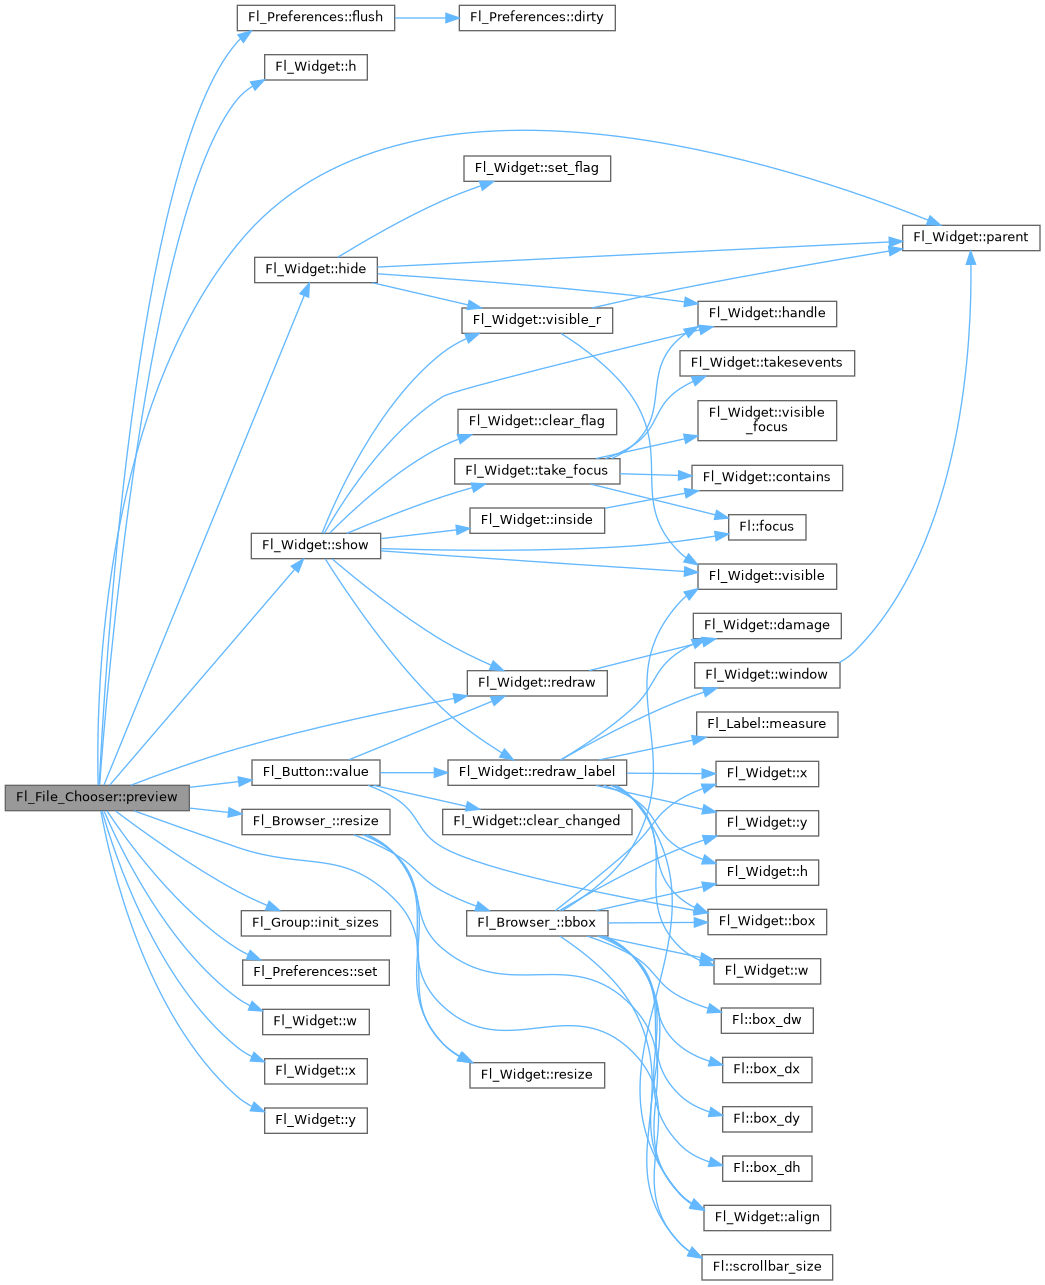 Fl_Preferences::flush
Fl_Preferences::dirty
Fl_Widget::h
Fl_Widget::set_flag
Fl_Widget::parent
Fl_Widget::hide
Fl_Widget::handle
Fl_Widget::visible_r
Fl_Widget::takesevents
Fl_Widget::visible
_focus
Fl_Widget::clear_flag
Fl_Widget::take_focus
Fl_Widget::contains
Fl_Widget::inside
Fl::focus
Fl_Widget::show
Fl_Widget::visible
Fl_Widget::damage
Fl_Widget::window
Fl_Widget::redraw
Fl_Label::measure
Fl_Button::value
Fl_Widget::redraw_label
Fl_Widget::x
Fl_File_Chooser::preview
Fl_Browser_::resize
Fl_Widget::clear_changed
Fl_Widget::y
Fl_Widget::h
Fl_Group::init_sizes
Fl_Browser_::bbox
Fl_Widget::box
Fl_Preferences::set
Fl_Widget::w
Fl_Widget::w
Fl::box_dw
Fl_Widget::x
Fl_Widget::resize
Fl::box_dx
Fl_Widget::y
Fl::box_dy
Fl::box_dh
Fl_Widget::align
Fl::scrollbar_size